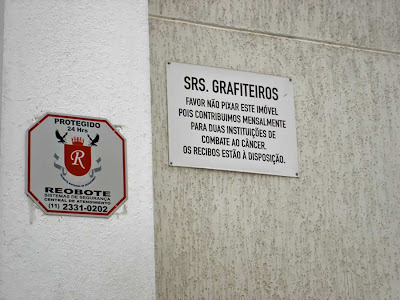 PROTEGIDO
24 Hrs
R
REOBOTE
SISTEMAS DE SEGURANÇA
CENTRAL DE ATENDIMENTO
(11) 2331-0202
SRS. GRAFITEIROS
FAVOR NÃO PIXAR ESTE IMÓVEL
POIS CONTRIBUIMOS MENSALMENTE
PARA DUAS INSTITUIÇÕES DE
COMBATE AO CÂNCER.
OS RECIBOS ESTÃO À DISPOSIÇÃO.